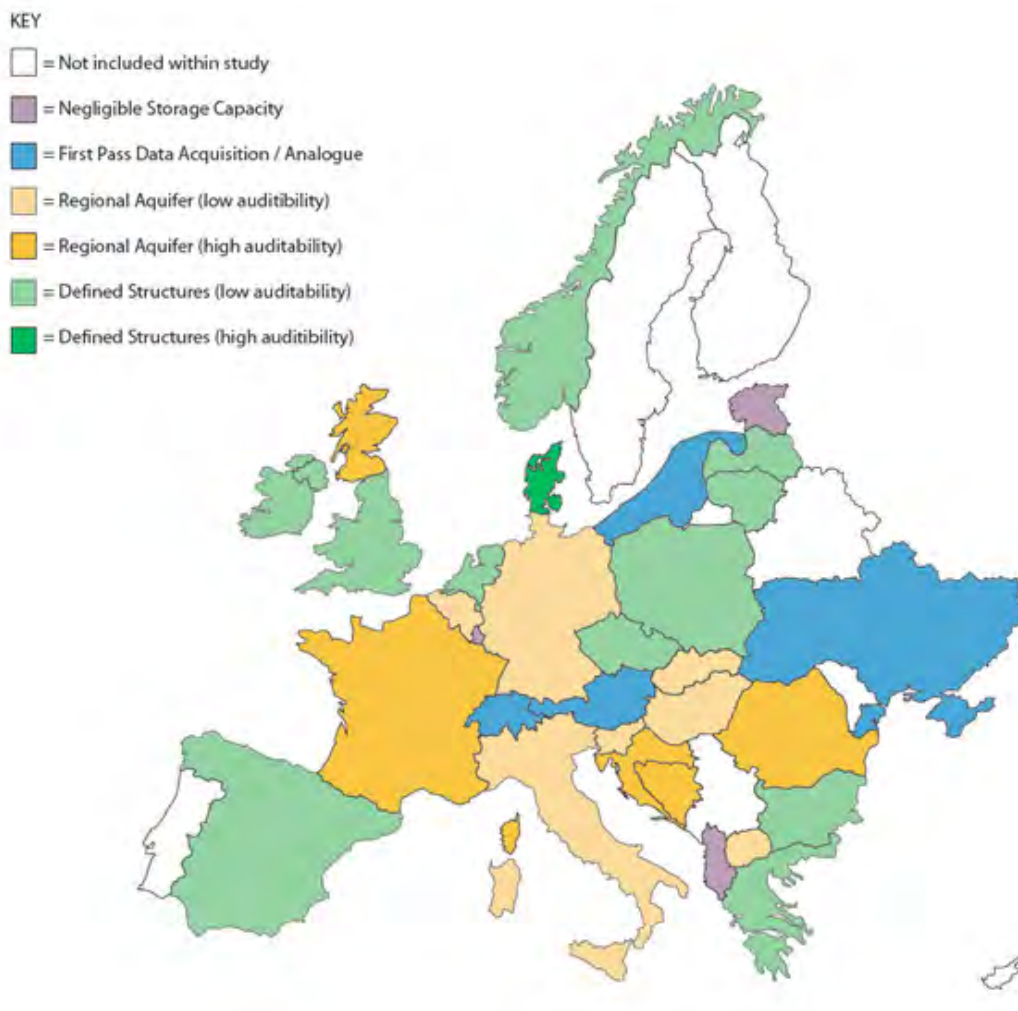 KEY
= Not included within study
= Negligible Storage Capacity
= First Pass Data Acquisition / Analogue
= Regional Aquifer (low auditibility)
= Regional Aquifer (high auditability)
= Defined Structures (low auditability)
= Defined Structures (high auditibility)